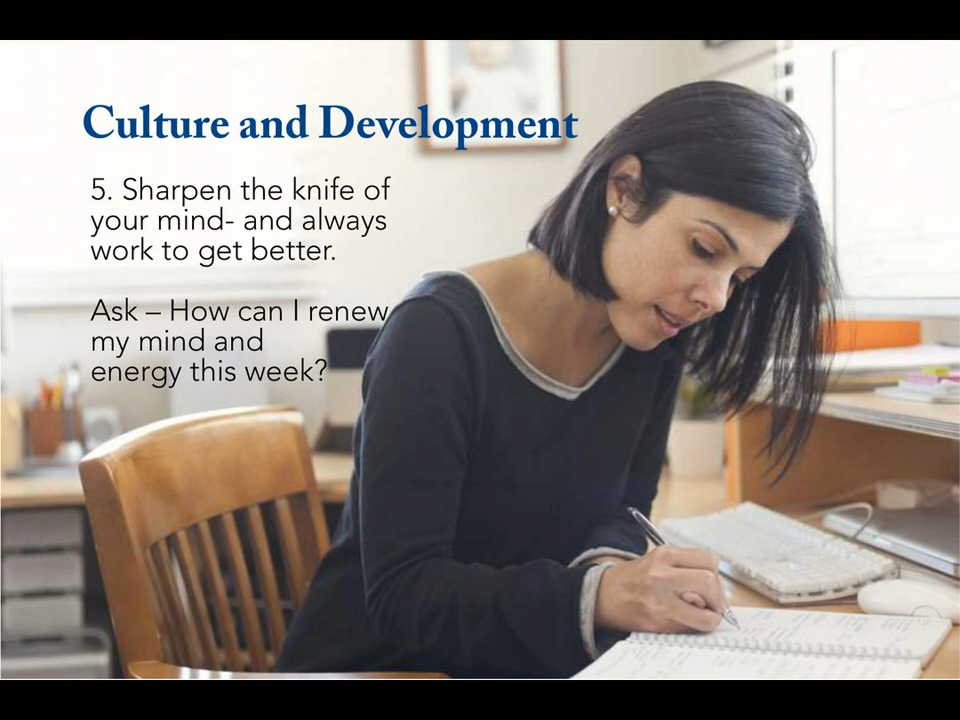 Culture and Development
5. Sharpen the knife of
your mind- and always
work to get better.
Ask – How can I renew
my mind and
energy this week?